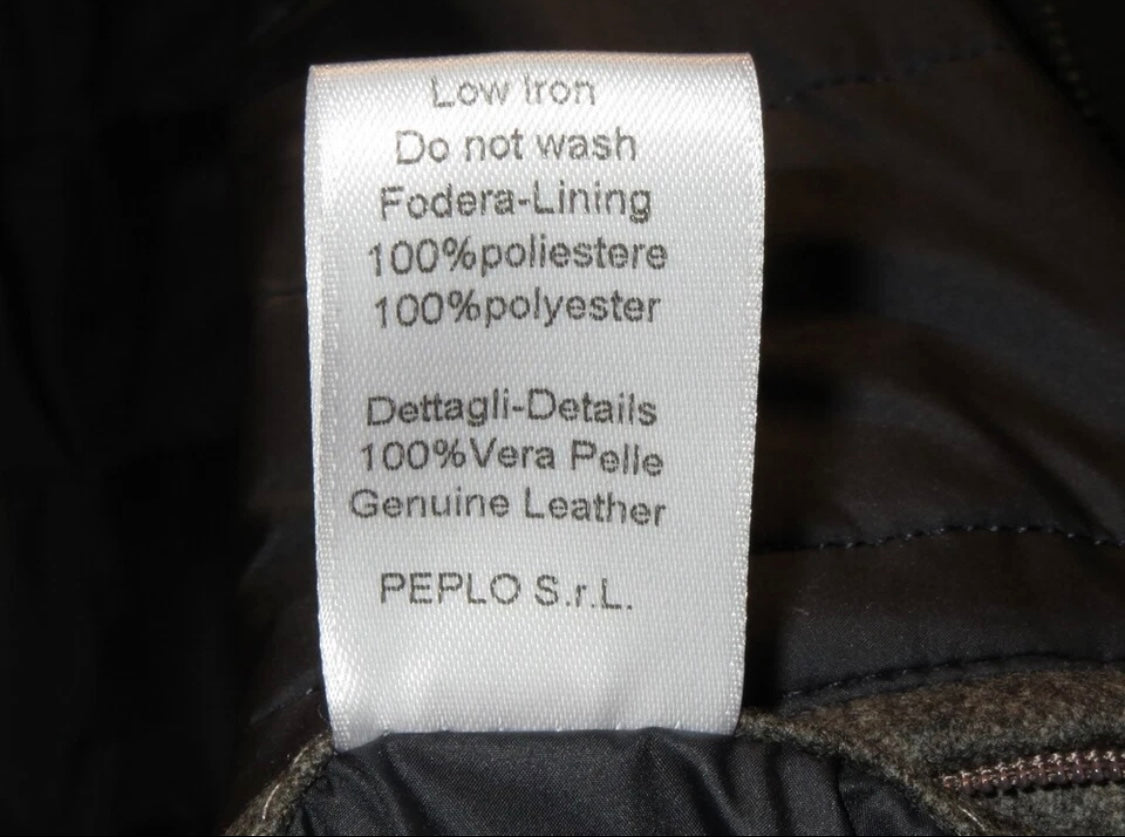 Low Iron
Do not wash
Fodera-Lining
100%poliestere
100%polyester
Dettagli-Details
100%Vera Pelle
Genuine Leather
PEPLO S.r.L.